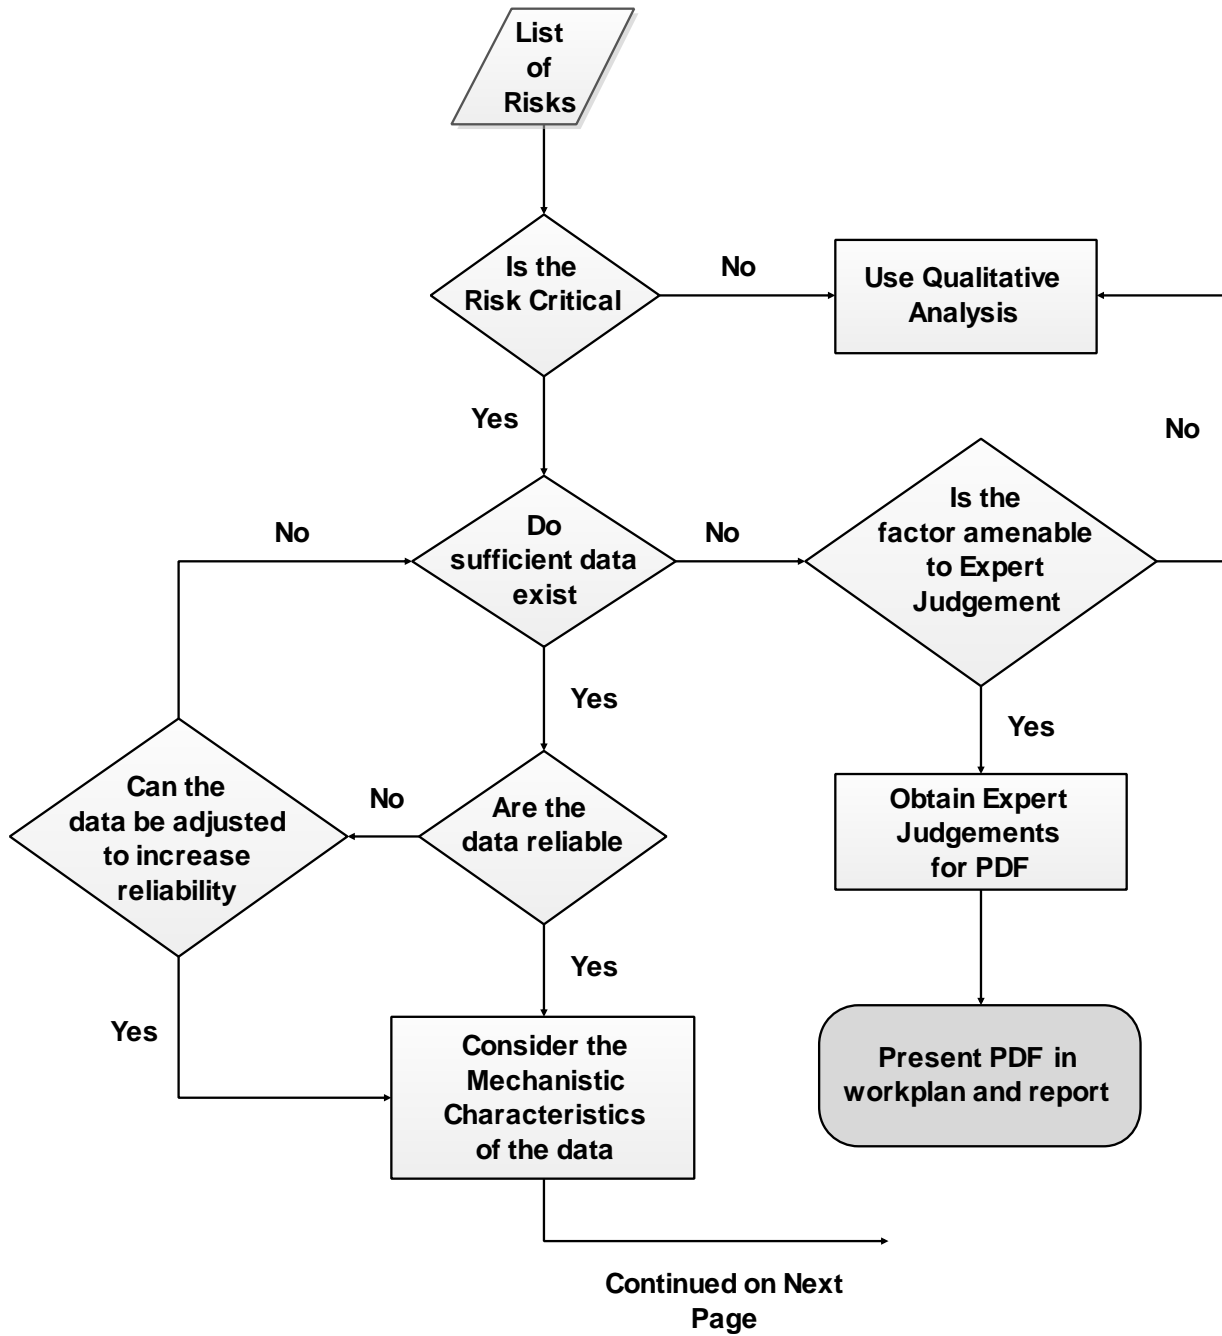 List
of
Risks
Is the
Risk Critical
No
Use Qualitative
Analysis
Yes
No
Do
sufficient data
exist
No
No
Is the
factor amenable
to Expert
Judgement
Yes
Yes
Can the
data be adjusted
to increase
reliability
No
Are the
data reliable
Obtain Expert
Judgements
for PDF
Yes
Yes
Consider the
Mechanistic
Characteristics
of the data
Present PDF in
workplan and report
Continued on Next
Page